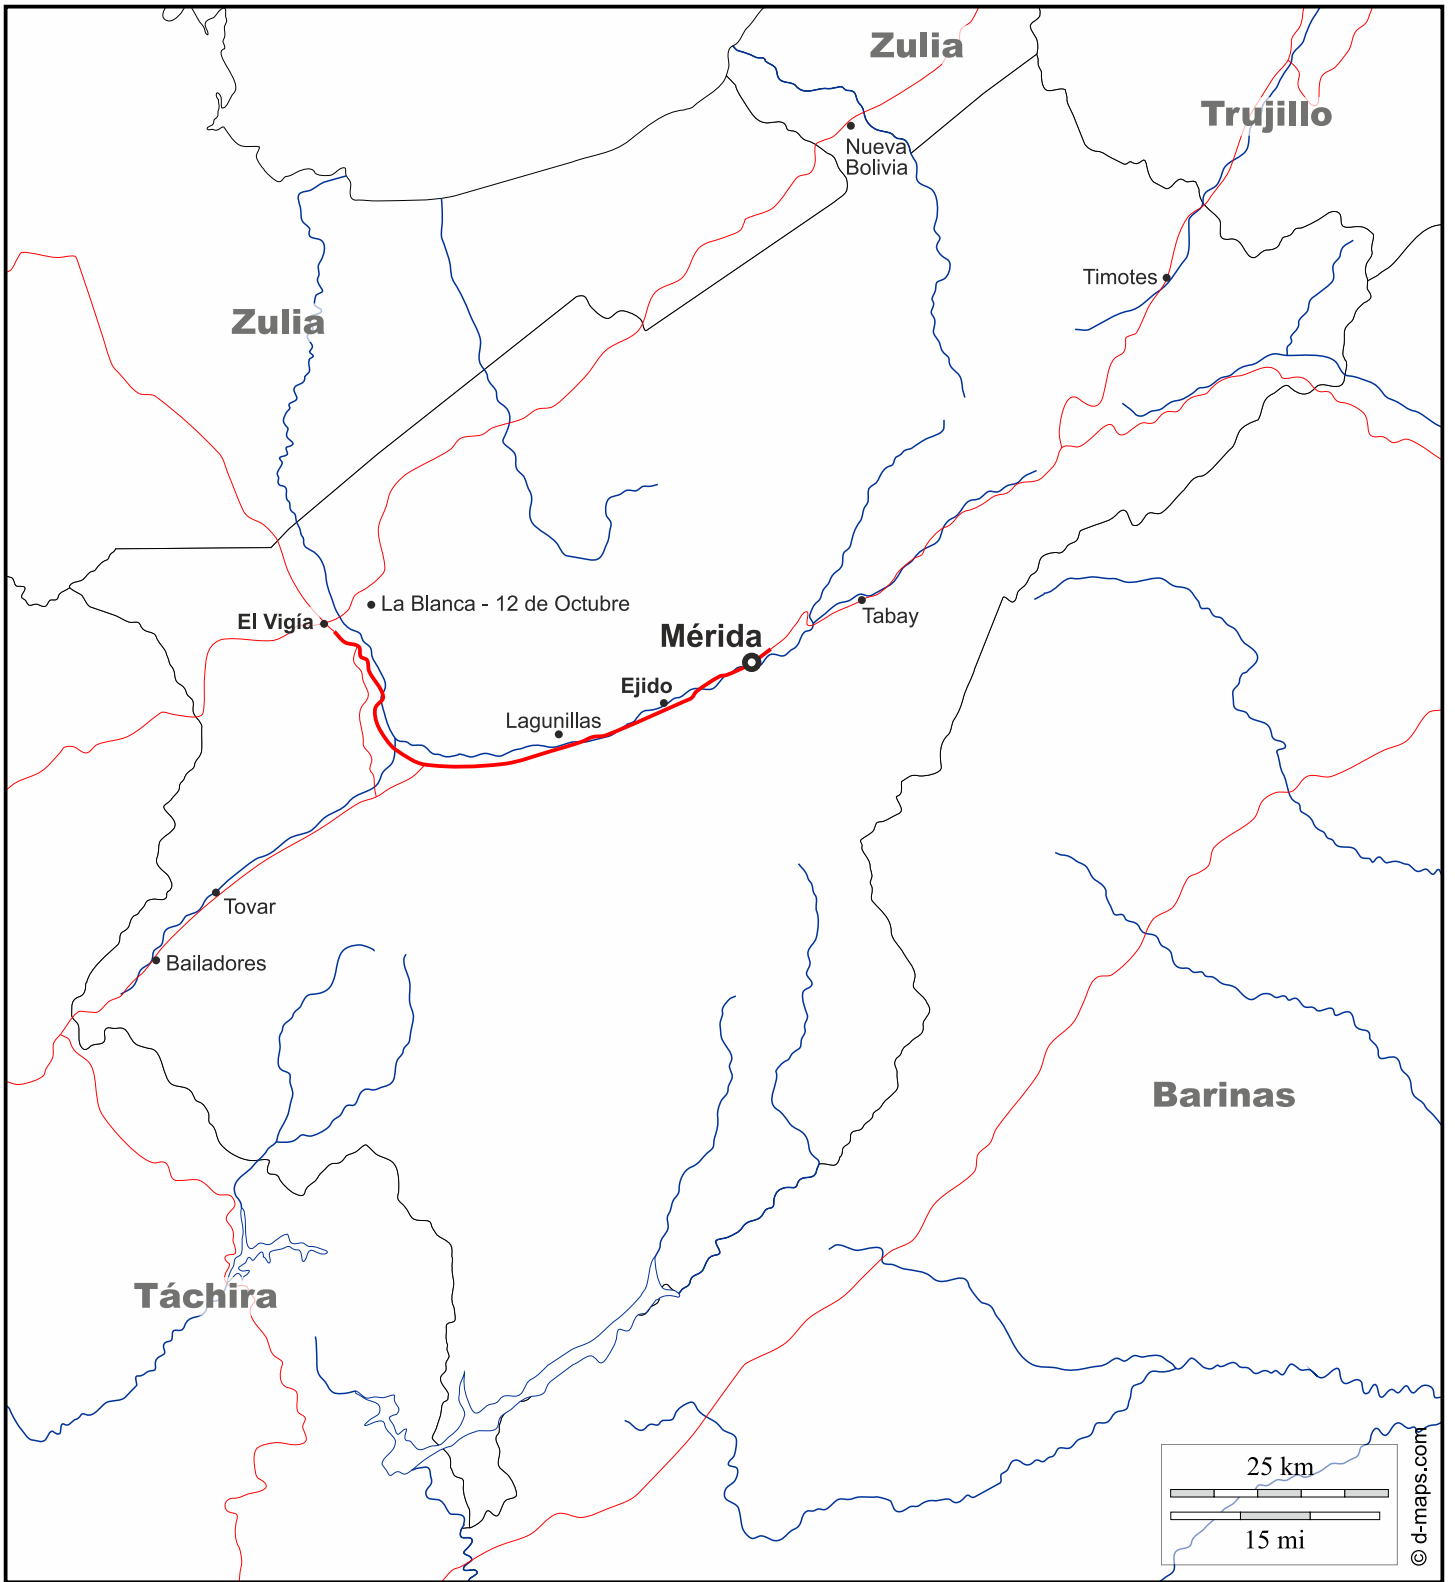 Zulia
Trujillo
Nueva
Bolivia
Timotes
Zulia
La Blanca - 12 de Octubre
El Vigía
Tabay
Mérida
Ejido
Lagunillas
Tovar
Bailadores
Barinas
Táchira
25 km
15 mi
© d-maps.com